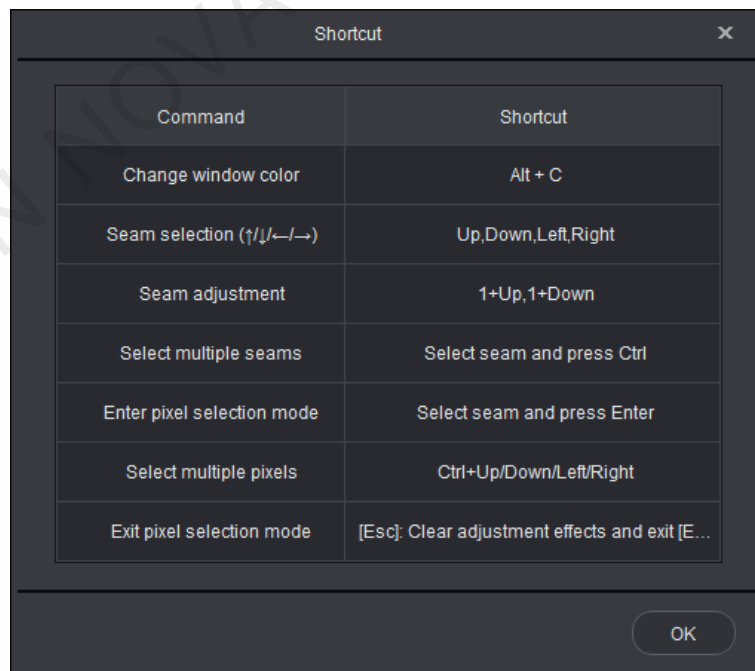 Shortcut
Command Shortcut
Change window color Alt + C
Seam selection (↑/↓/←/→) Up,Down,Left,Right
Seam adjustment 1+Up,1+Down
Select multiple seams Select seam and press Ctrl
Enter pixel selection mode Select seam and press Enter
Select multiple pixels Ctrl+Up/Down/Left/Right
Exit pixel selection mode [Esc]: Clear adjustment effects and exit [E...
OK
NOVA